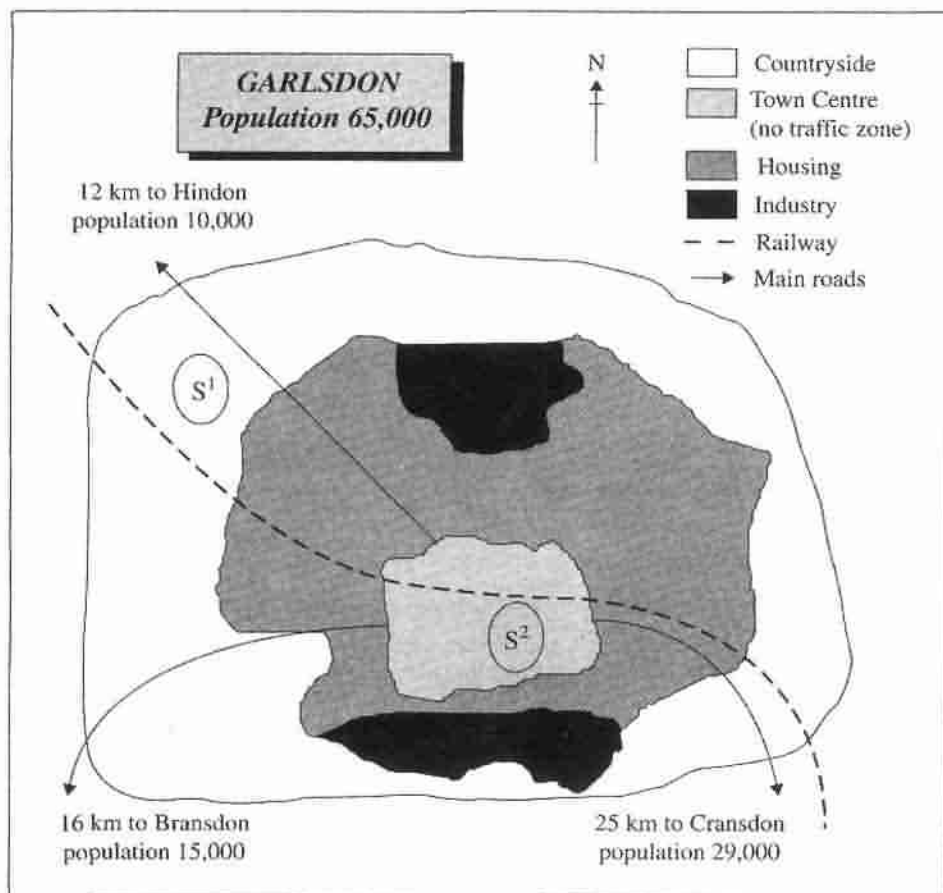 GARLSDON
Population 65,000
N
Countryside
Town Centre
(no traffic zone)
Housing
Industry
Railway
Main roads
12 km to Hindon
population 10,000
S¹
S²
16 km to Bransdon
population 15,000
25 km to Cransdon
population 29,000